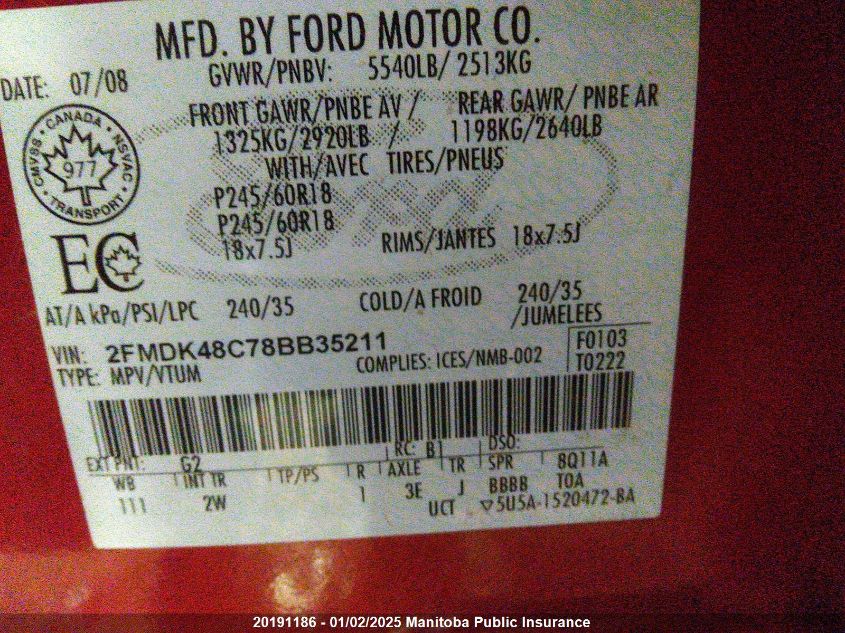 MFD. BY FORD MOTOR CO.
DATE: 07/08
GVWR/PNBV: 5540LB/ 2513KG
FRONT GAWR/PNBE AV / REAR GAWR/ PNBE AR
1325KG/2920LB / 1198KG/2640LB
WITH/AVEC TIRES/PNEUS
P245/60R18
P245/60R18
18x7.5J RIMS/JANTES 18x7.5J
CANADA
CMVSS NSVAC
977
TRANSPORT
EC
AT/A kPa/PSI/LPC 240/35 COLD/A FROID 240/35
/JUMELEES
VIN: 2FMDK48C78BB35211
F0103
TYPE: MPV/VTUM COMPLIES: ICES/NMB-002
T0222
EXT PNT: G2 RC: B1 DSO:
WB INT TR TP/PS R AXLE TR SPR 8Q11A
111 2W 1 3E J BBBB TOA
UCT ▽5U5A-1520472-BA
20191186 - 01/02/2025 Manitoba Public Insurance